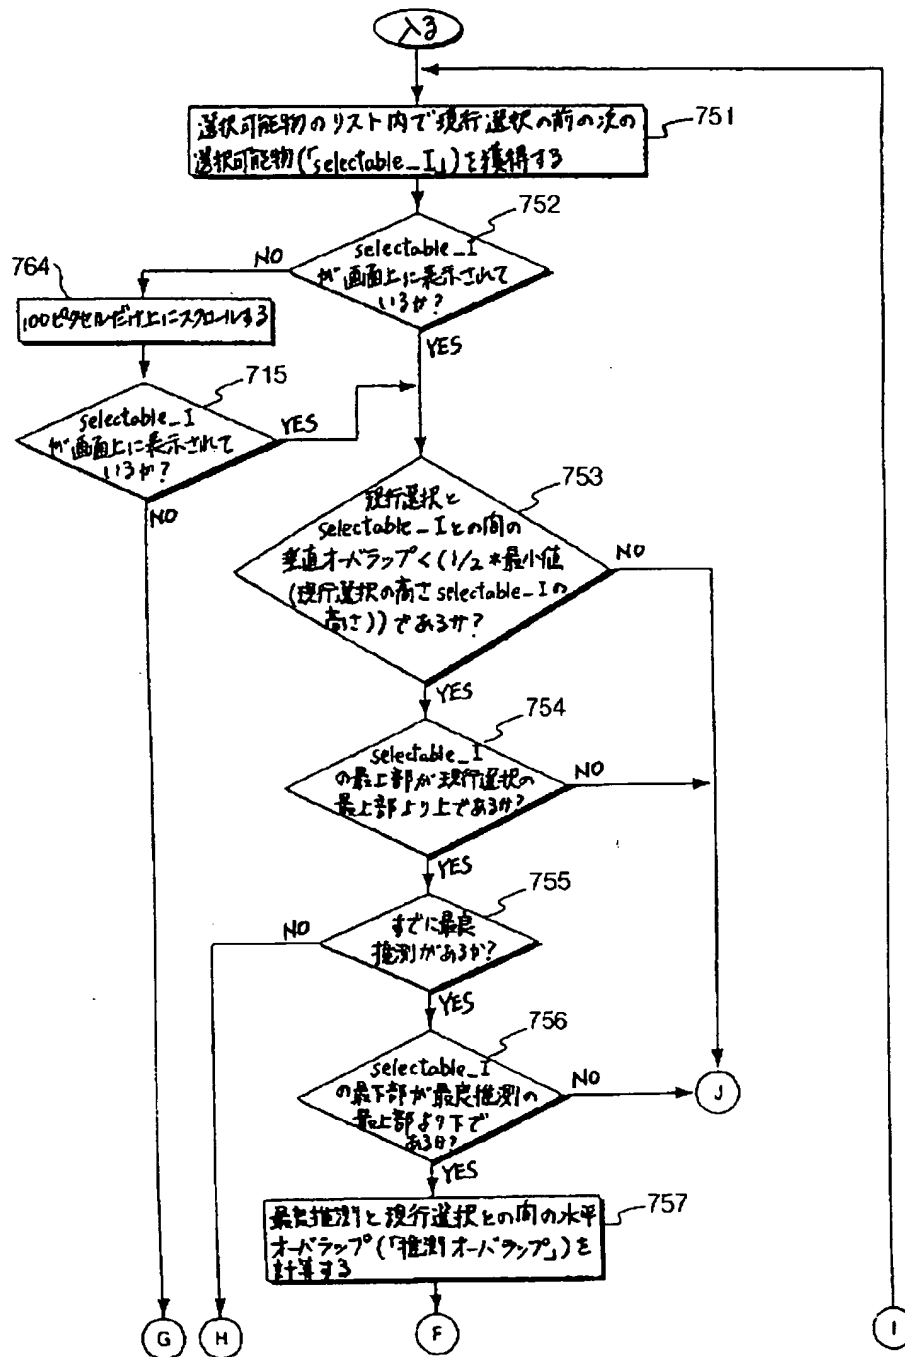 入る
選択可能物のリスト内で現行選択の前の次の
選択可能物(「selectable_I」)を獲得する
751
752
selectable_I
が画面上に表示されて
いるか?
NO
YES
764
100ピクセルだけ上にスクロールする
715
selectable_I
が画面上に表示されて
いるか?
YES
NO
753
現行選択と
selectable_Iとの間の
垂直オーバラップ<(1/2*最小値
(現行選択の高さselectable_Iの
高さ))であるか?
NO
YES
754
selectable_I
の最上部が現行選択の
最上部より上であるか?
NO
YES
755
すでに最良
推測があるか?
NO
YES
756
selectable_I
の最下部が最良推測の
最上部より下で
あるか?
NO
J
YES
757
最良推測と現行選択との間の水平
オーバラップ(「推測オーバラップ」)を
計算する
G
H
F
I